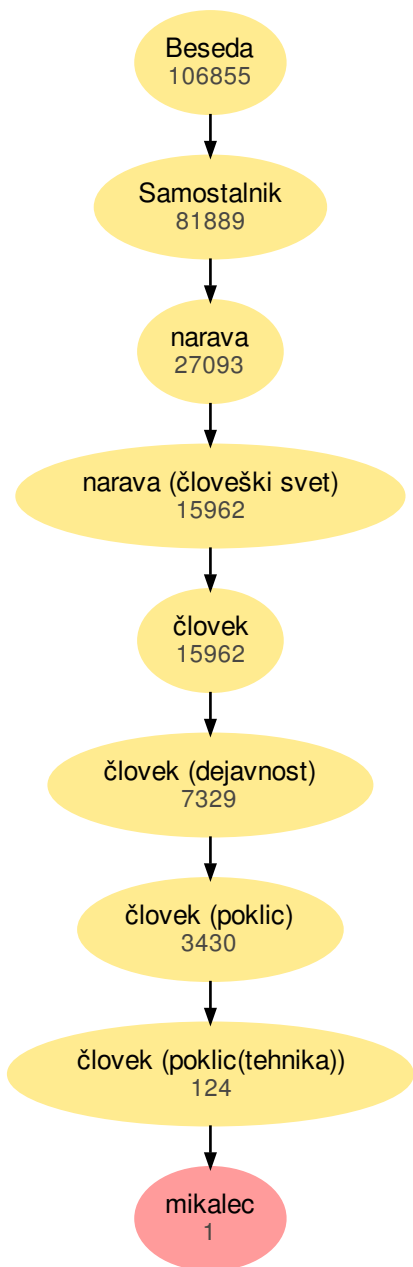 Beseda
106855
Samostalnik
81889
narava
27093
narava (človeški svet)
15962
človek
15962
človek (dejavnost)
7329
človek (poklic)
3430
človek (poklic(tehnika))
124
mikalec
1